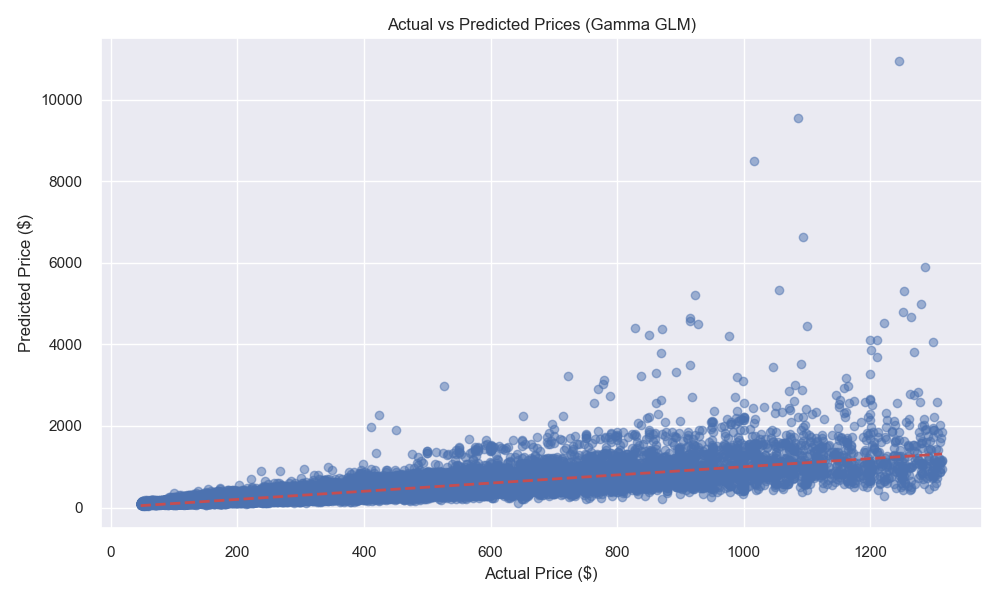 Actual vs Predicted Prices (Gamma GLM)
Predicted Price ($)
10000
8000
6000
4000
2000
0
0 200 400 600 800 1000 1200
Actual Price ($)